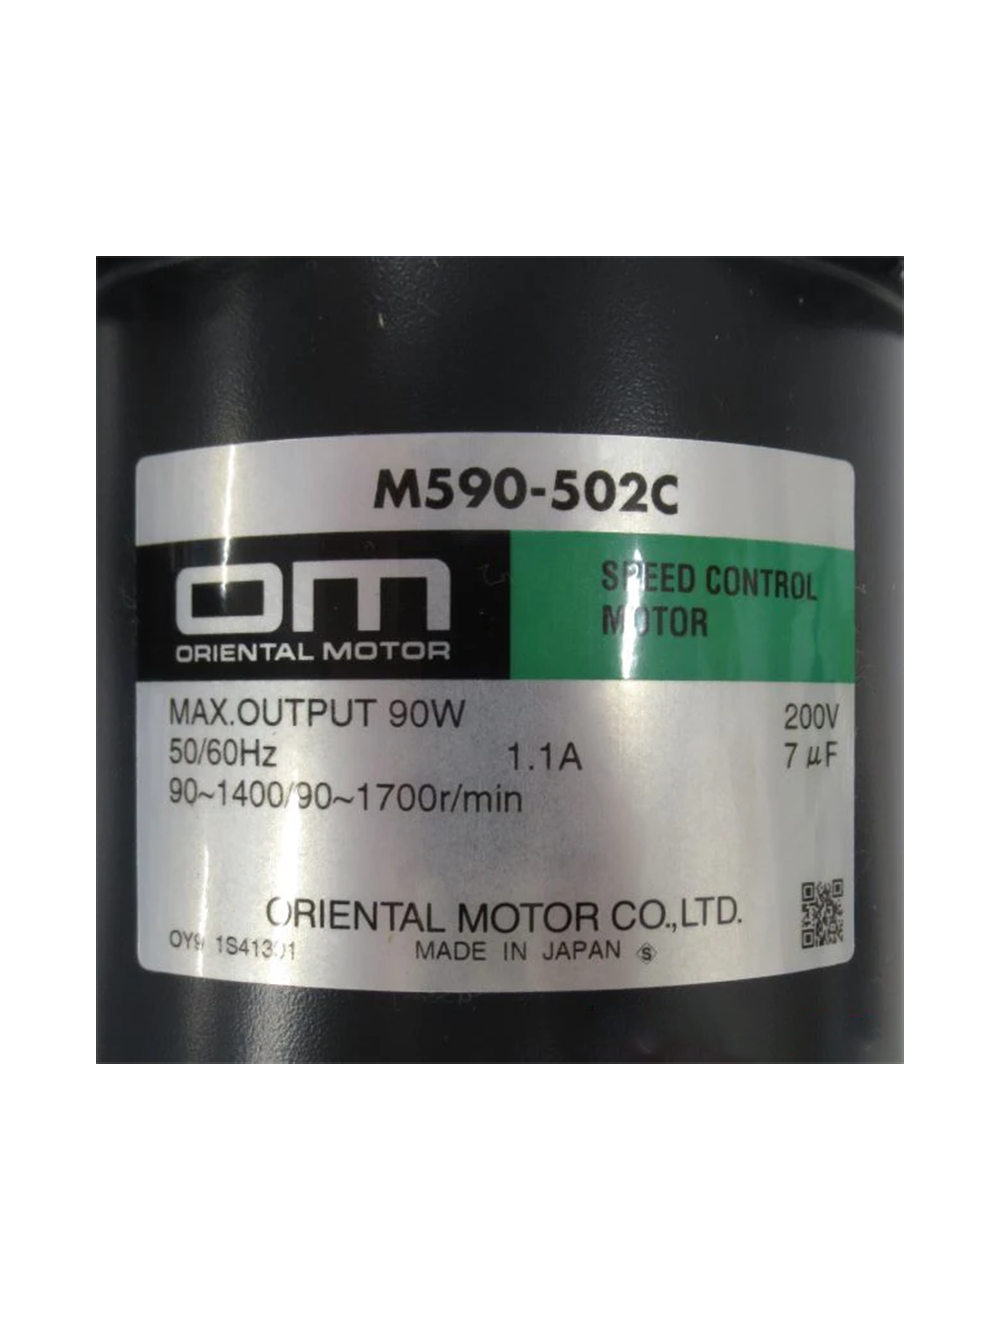 M590-502C
OM
ORIENTAL MOTOR
SPEED CONTROL
MOTOR
MAX.OUTPUT 90W 200V
50/60Hz 1.1A 7 μF
90~1400/90~1700r/min
ORIENTAL MOTOR CO.,LTD.
MADE IN JAPAN S